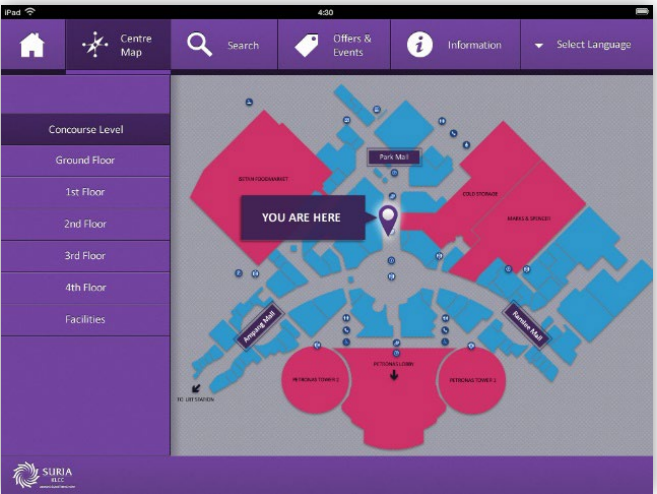 iPad
4:30
Centre
Map
Search
Offers &
Events
Information
Select Language
Concourse Level
Ground Floor
1st Floor
2nd Floor
3rd Floor
4th Floor
Facilities
Park Mall
ISETAN FOODMARKET
COLD STORAGE
MARKS & SPENCER
YOU ARE HERE
Ampang Mall
Ramlee Mall
PETRONAS LOBBY
PETRONAS TOWER 2
PETRONAS TOWER 1
TO LRT STATION
SURIA
KLCC